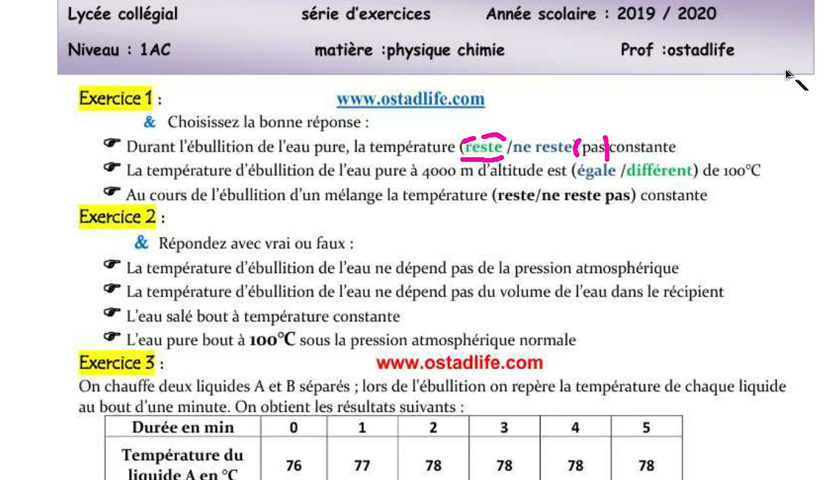 Lycée collégial série d'exercices Année scolaire : 2019 / 2020
Niveau : 1AC matière :physique chimie Prof :ostadlife
Exercice 1 : www.ostadlife.com
& Choisissez la bonne réponse :
☞ Durant l'ébullition de l'eau pure, la température (reste /ne reste pas constante
☞ La température d'ébullition de l'eau pure à 4000 m d'altitude est (égale /différent) de 100°C
☞ Au cours de l'ébullition d'un mélange la température (reste/ne reste pas) constante
Exercice 2 :
& Répondez avec vrai ou faux :
☞ La température d'ébullition de l'eau ne dépend pas de la pression atmosphérique
☞ La température d'ébullition de l'eau ne dépend pas du volume de l'eau dans le récipient
☞ L'eau salé bout à température constante
☞ L'eau pure bout à 100°C sous la pression atmosphérique normale
Exercice 3 : www.ostadlife.com
On chauffe deux liquides A et B séparés ; lors de l'ébullition on repère la température de chaque liquide
au bout d'une minute. On obtient les résultats suivants :
Durée en min 0 1 2 3 4 5
Température du
liquide A en °C 76 77 78 78 78 78